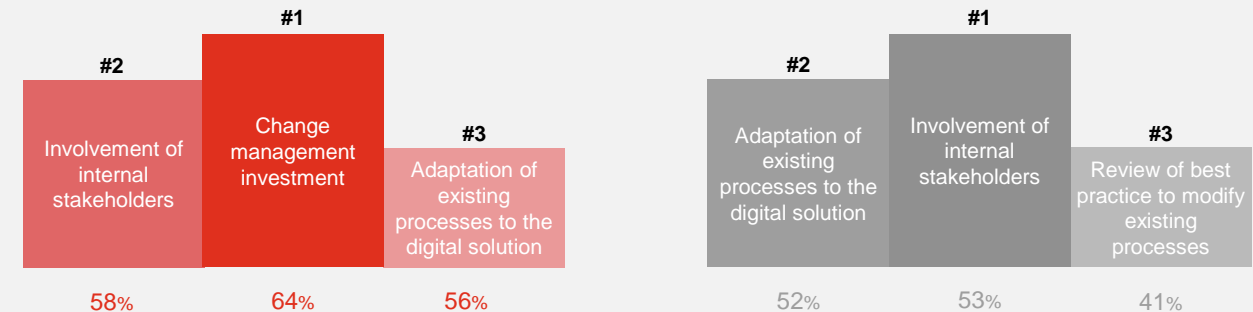 #1
#2
Involvement of
internal
stakeholders
Change
management
investment
#3
Adaptation of
existing
processes to the
digital solution
58%
64%
56%
#1
#2
Adaptation of
existing
processes to the
digital solution
Involvement of
internal
stakeholders
#3
Review of best
practice to modify
existing
processes
52%
53%
41%